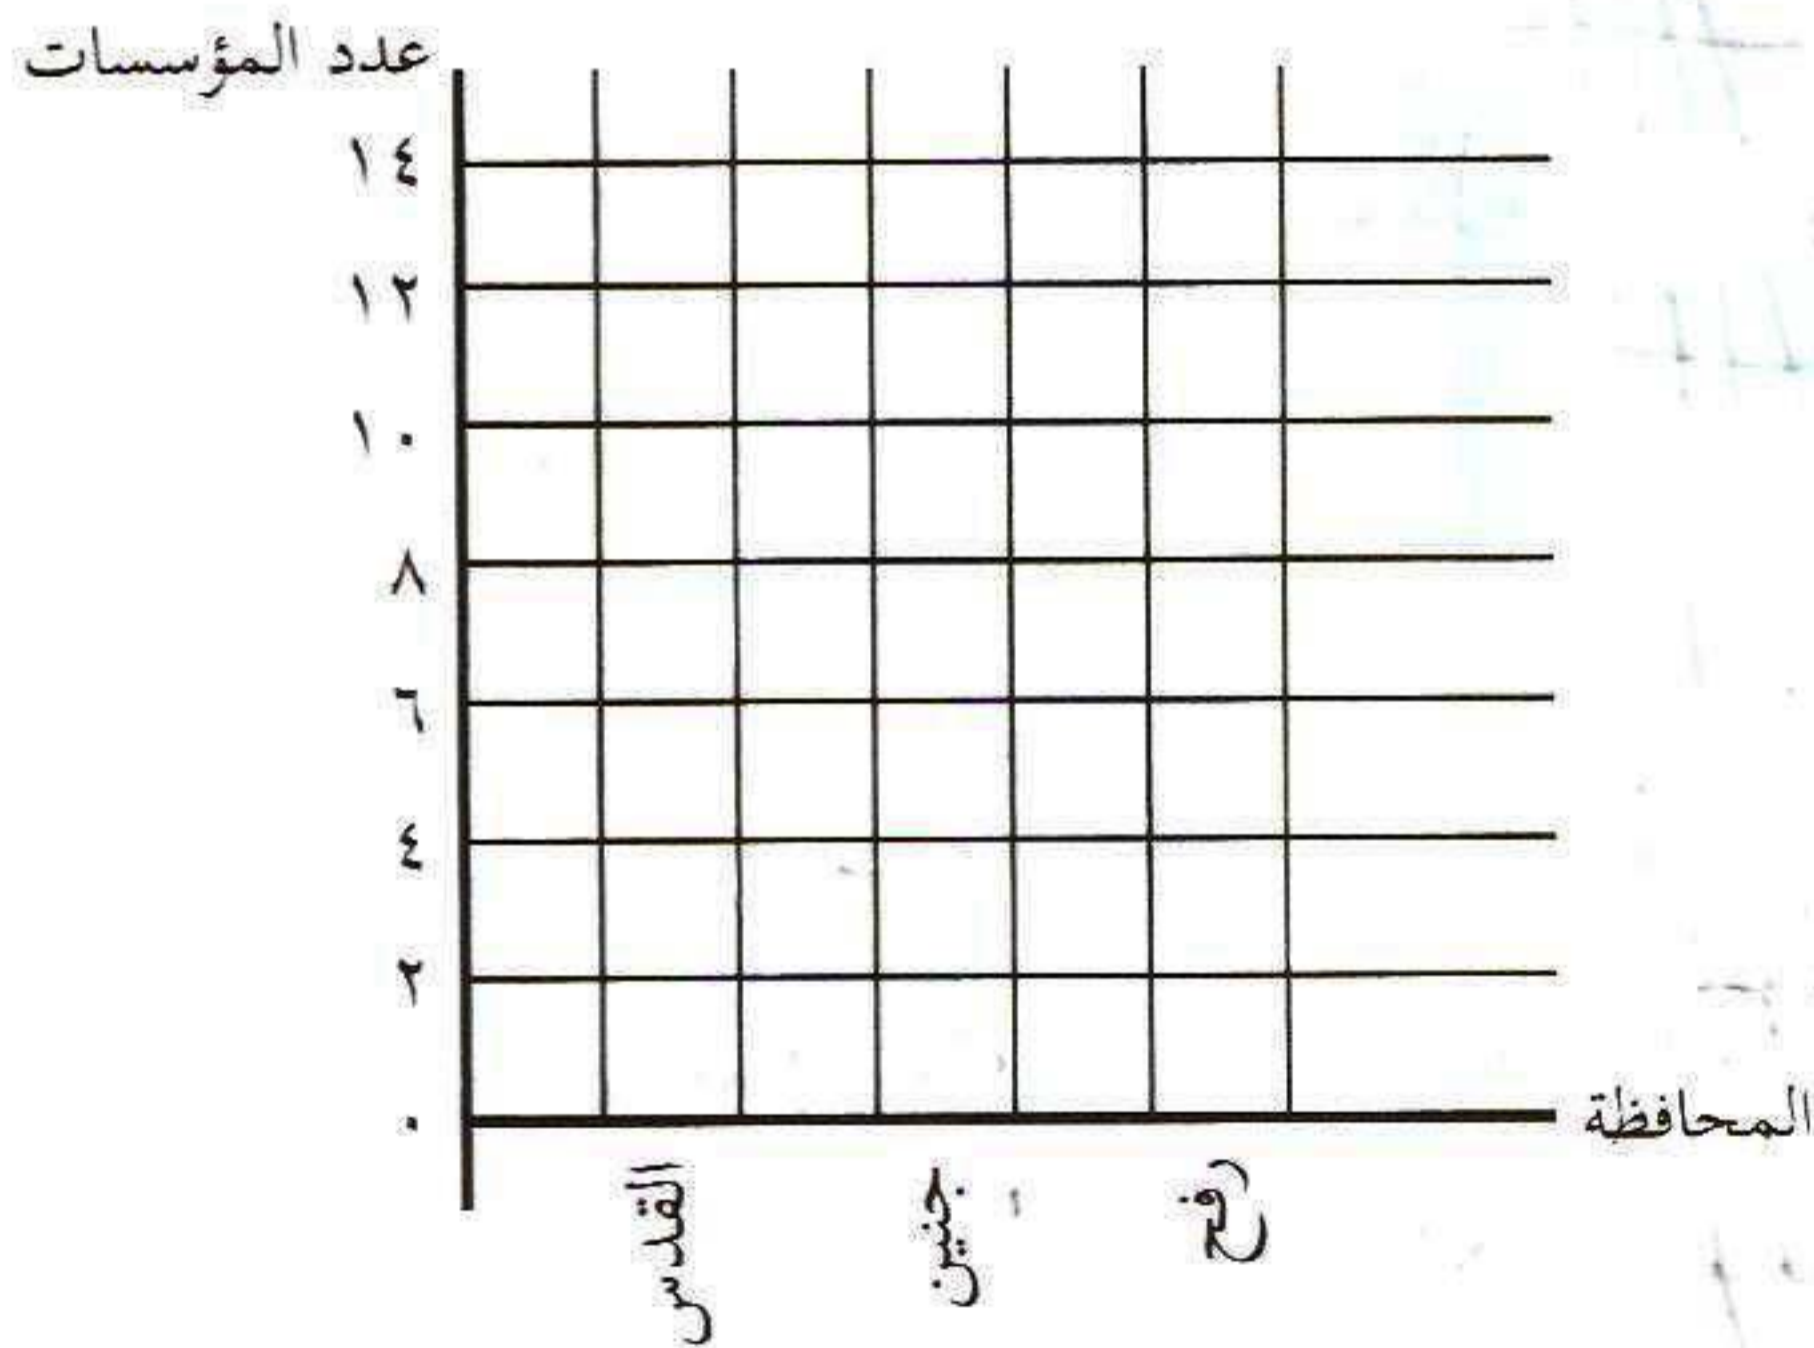 عدد المؤسسات
١٤
١٢
١٠
٨
٦
٤
٢
٠
المحافظة
القدس
جنين
رفح